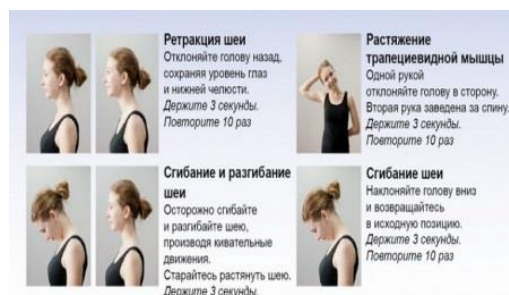 Ретракция шеи
Отклоняйте голову назад,
сохраняя уровень глаз
и нижней челюсти.
Держите 3 секунды.
Повторите 10 раз
Растяжение
трапециевидной мышцы
Одной рукой
отклоняйте голову в сторону.
Вторая рука заведена за спину.
Держите 3 секунды.
Повторите 10 раз
Сгибание и разгибание
шеи
Осторожно сгибайте
и разгибайте шею,
производя кивательные
движения.
Старайтесь растянуть шею.
Держите 3 секунды.
Сгибание шеи
Наклоняйте голову вниз
и возвращайтесь
в исходную позицию.
Держите 3 секунды.
Повторите 10 раз